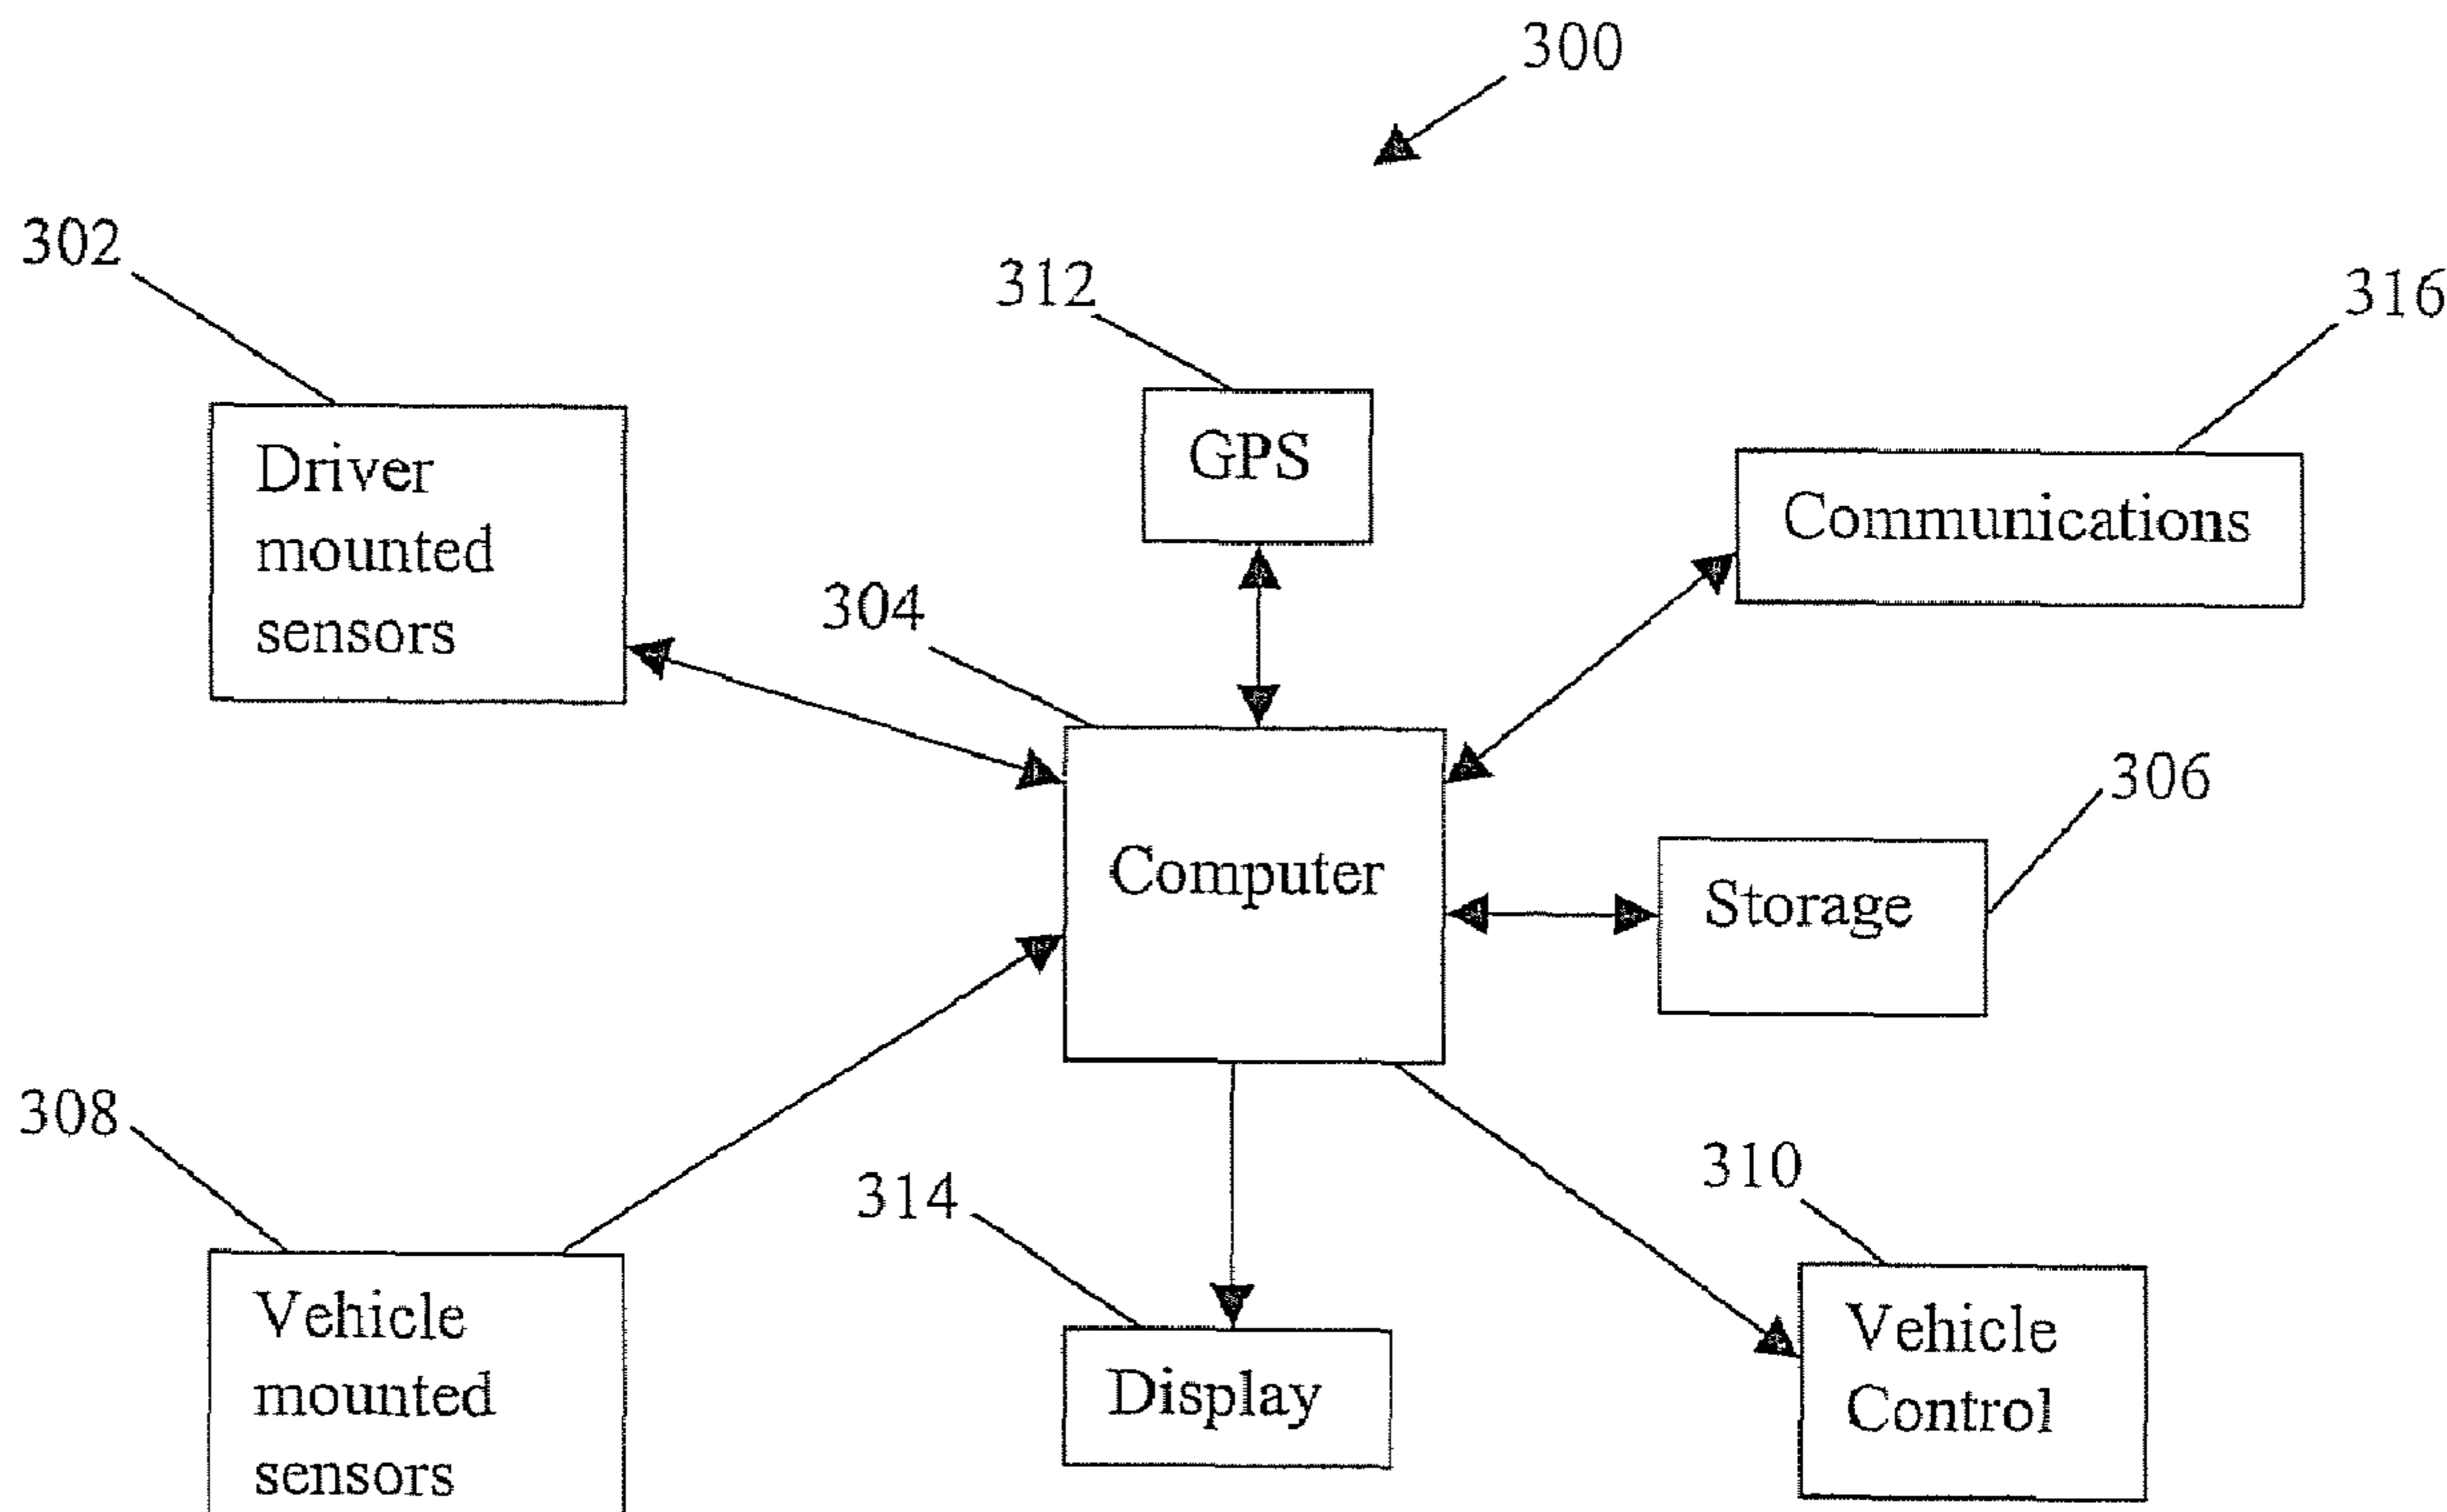 300
302
312
316
Driver
mounted
sensors
GPS
Communications
304
306
Computer
Storage
308
314
310
Vehicle
mounted
sensors
Display
Vehicle
Control